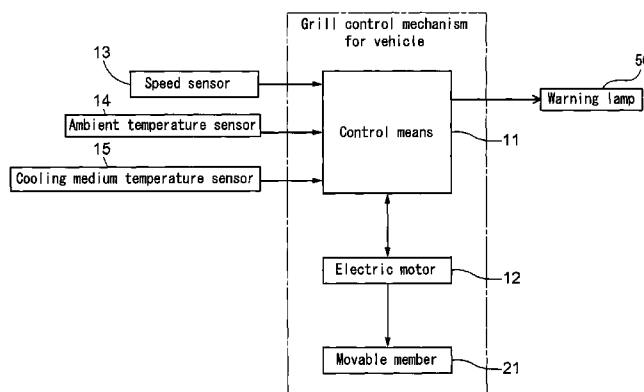 Grill control mechanism
for vehicle
13
Speed sensor
14
Ambient temperature sensor
15
Cooling medium temperature sensor
Control means
11
Warning lamp
Electric motor
12
Movable member
21